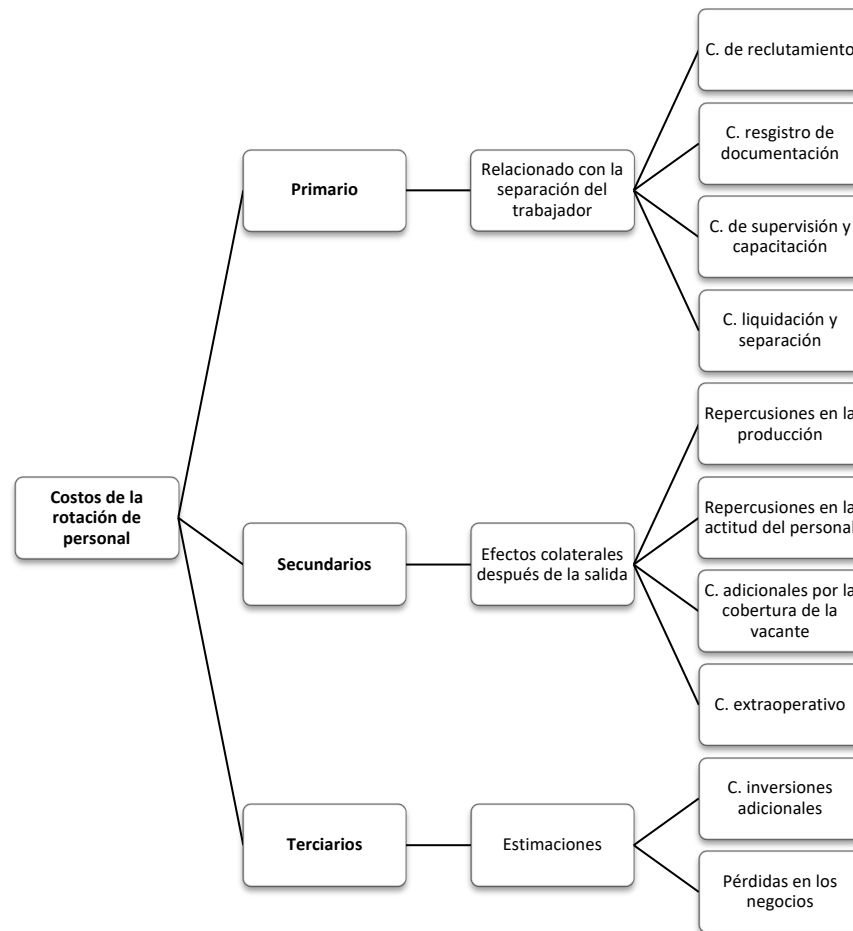 Costos de la
rotación de
personal
Primario
Relacionado con la
separación del
trabajador
C. de reclutamiento
C. resgistro de
documentación
C. de supervisión y
capacitación
C. liquidación y
separación
Secundarios
Efectos colaterales
después de la salida
Repercusiones en la
producción
Repercusiones en la
actitud del personal
C. adicionales por la
cobertura de la
vacante
C. extraoperativo
Terciarios
Estimaciones
C. inversiones
adicionales
Pérdidas en los
negocios